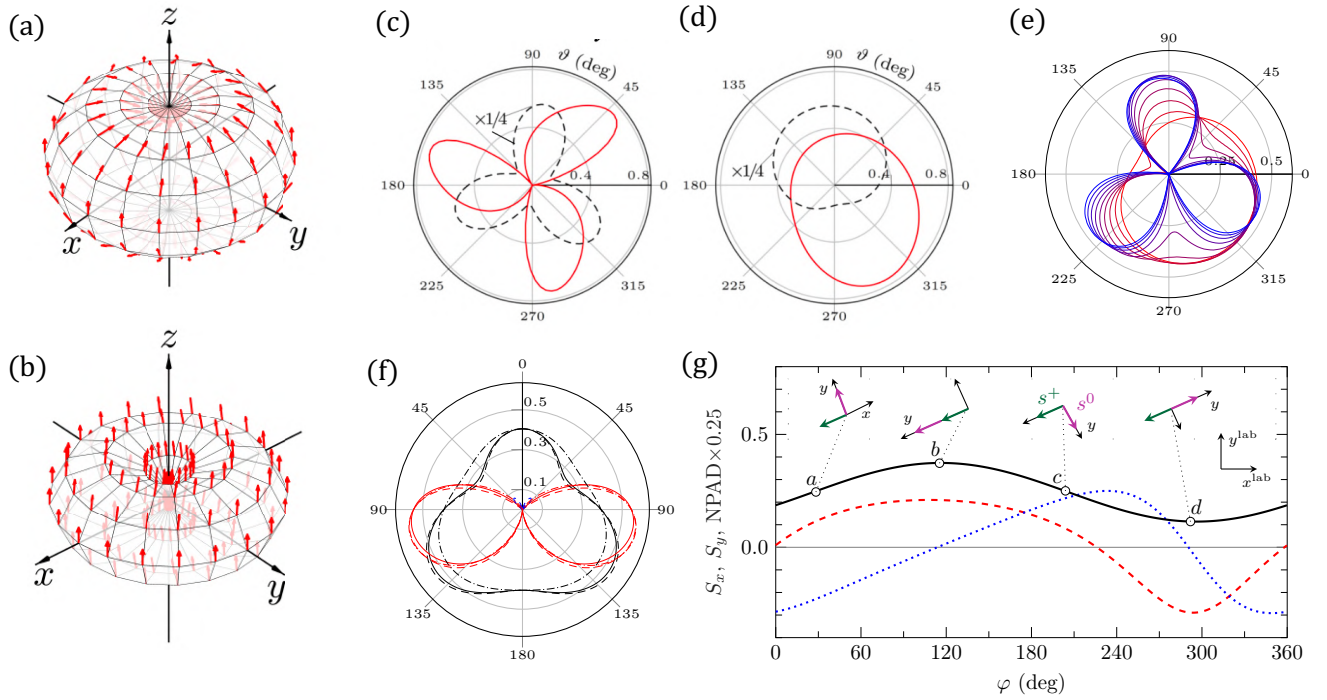 (a)
z
x
y
(b)
z
x
y
(c)
90
ϑ (deg)
135
45
×1/4
180
0.4
0.8
0
225
315
270
(d)
90
ϑ (deg)
135
45
×1/4
180
0.4
0.8
0
225
315
270
(e)
90
135
45
180
0.25
0.5
0
225
315
270
(f)
0
45
45
0.5
0.3
0.1
90
90
135
135
180
(g)
y
x
y
s⁺
s⁰
y
y
yˡᵃᵇ
xˡᵃᵇ
a
b
c
d
Sₓ, S_y, NPAD×0.25
0.5
0.0
0
60
120
180
240
300
360
φ (deg)